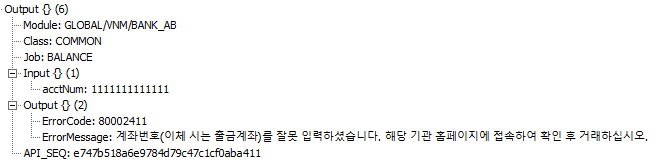 Output {} (6)
Module: GLOBAL/VNM/BANK_AB
Class: COMMON
Job: BALANCE
Input {} (1)
acctNum: 1111111111111
Output {} (2)
ErrorCode: 80002411
ErrorMessage: 계좌번호(이체 시는 출금계좌)를 잘못 입력하셨습니다. 해당 기관 홈페이지에 접속하여 확인 후 거래하십시오.
API_SEQ: e747b518a6e9784d79c47c1cf0aba411